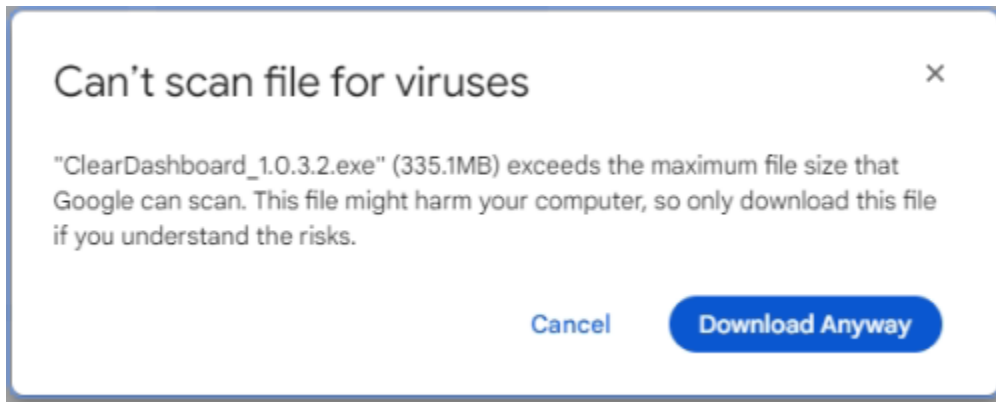 Can't scan file for viruses
"ClearDashboard_1.0.3.2.exe" (335.1MB) exceeds the maximum file size that
Google can scan. This file might harm your computer, so only download this file
if you understand the risks.
Cancel
Download Anyway